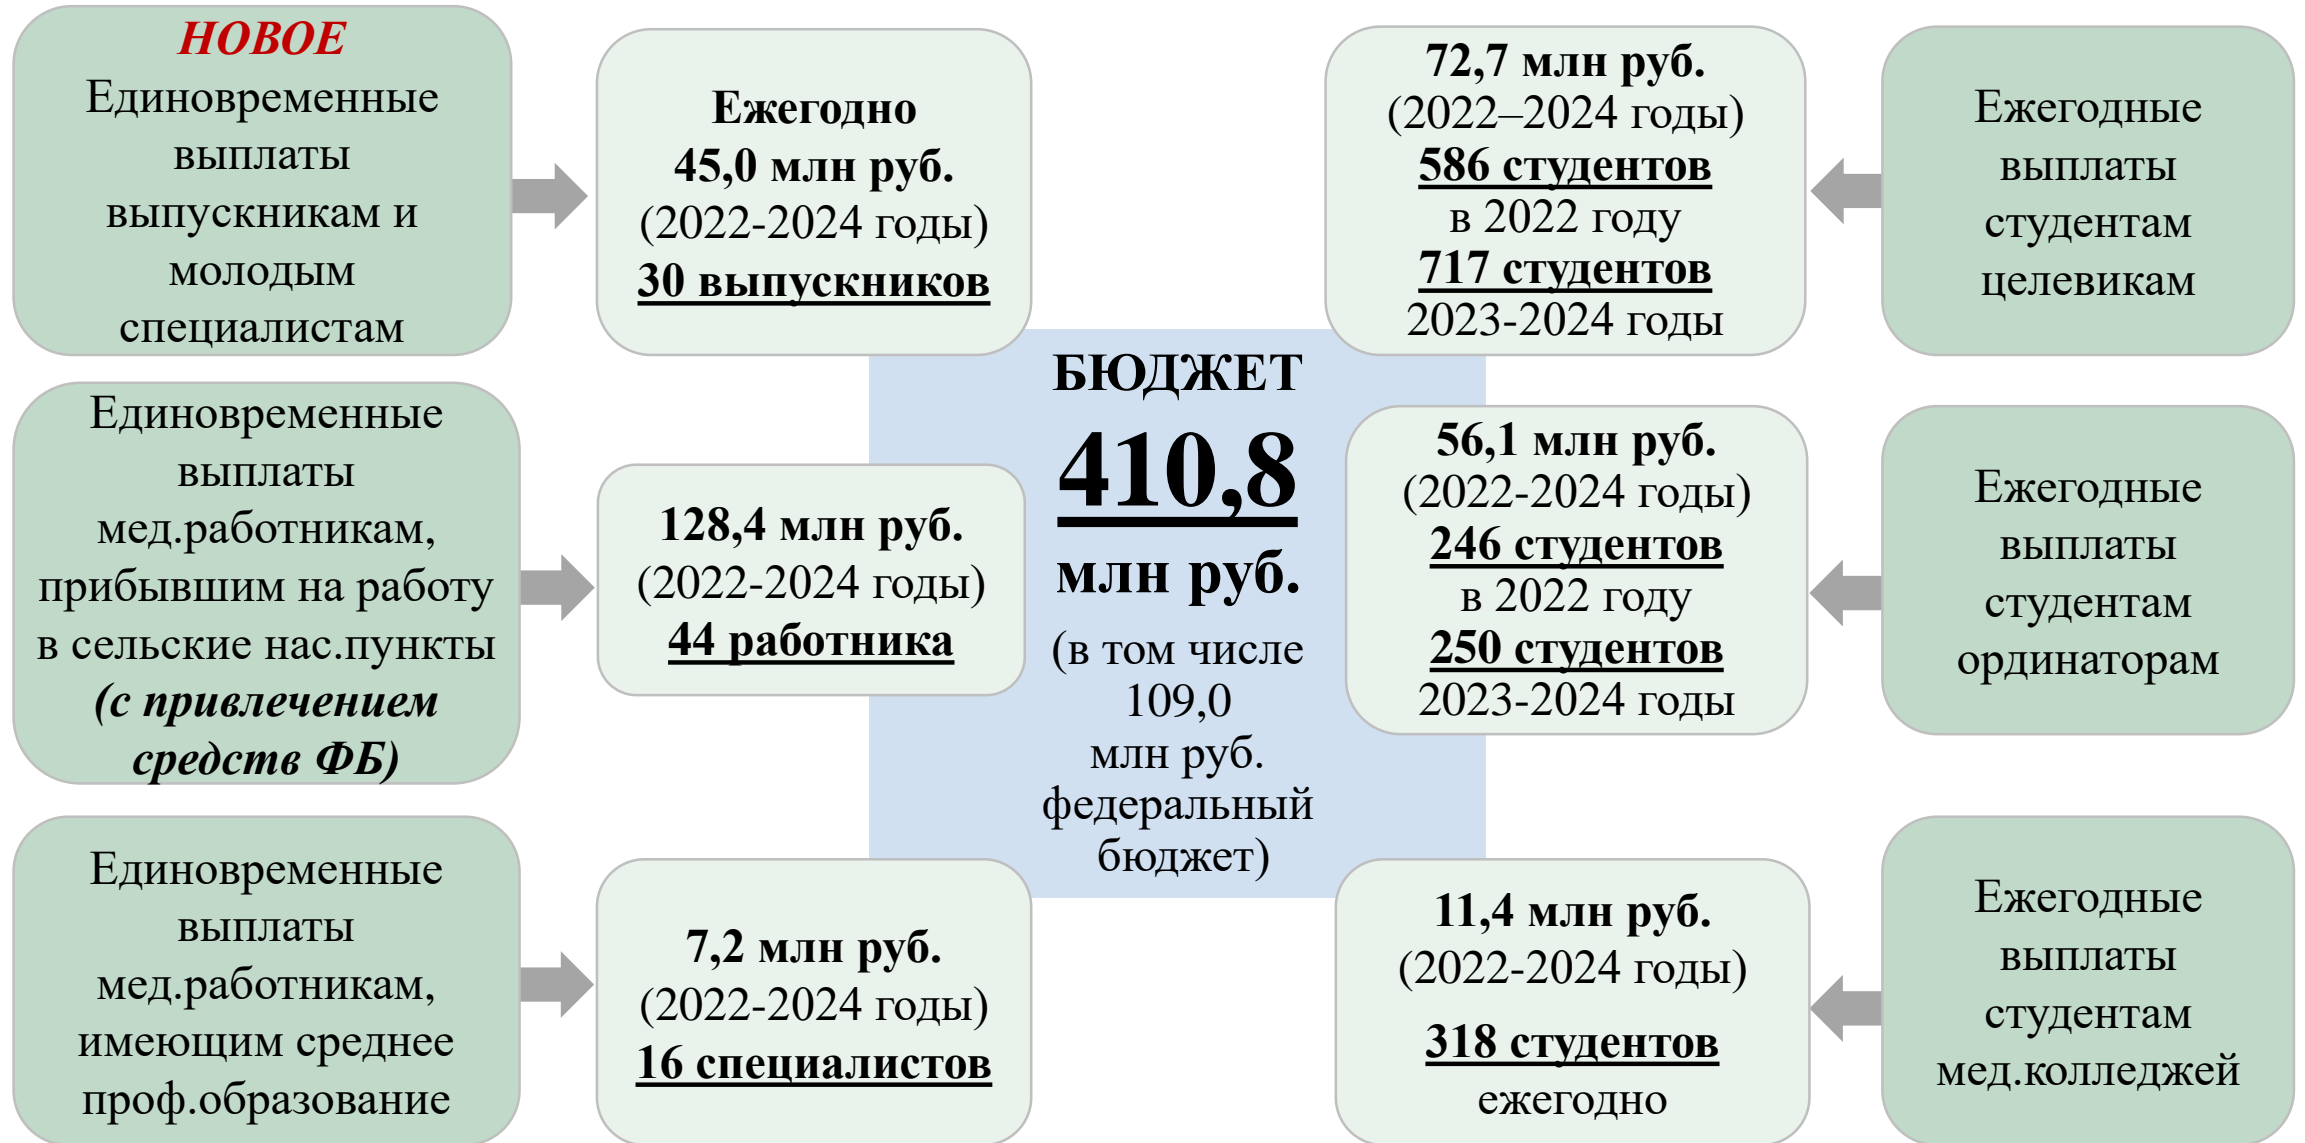 НОВОЕ
Единовременные
выплаты
выпускникам и
молодым
специалистам
Ежегодно
45,0 млн руб.
(2022-2024 годы)
30 выпускников
72,7 млн руб.
(2022–2024 годы)
586 студентов
в 2022 году
717 студентов
2023-2024 годы
Ежегодные
выплаты
студентам
целевикам
Единовременные
выплаты
мед.работникам,
прибывшим на работу
в сельские нас.пункты
(с привлечением
средств ФБ)
128,4 млн руб.
(2022-2024 годы)
44 работника
БЮДЖЕТ
410,8
млн руб.
(в том числе
109,0
млн руб.
федеральный
бюджет)
56,1 млн руб.
(2022-2024 годы)
246 студентов
в 2022 году
250 студентов
2023-2024 годы
Ежегодные
выплаты
студентам
ординаторам
Единовременные
выплаты
мед.работникам,
имеющим среднее
проф.образование
7,2 млн руб.
(2022-2024 годы)
16 специалистов
11,4 млн руб.
(2022-2024 годы)
318 студентов
ежегодно
Ежегодные
выплаты
студентам
мед.колледжей